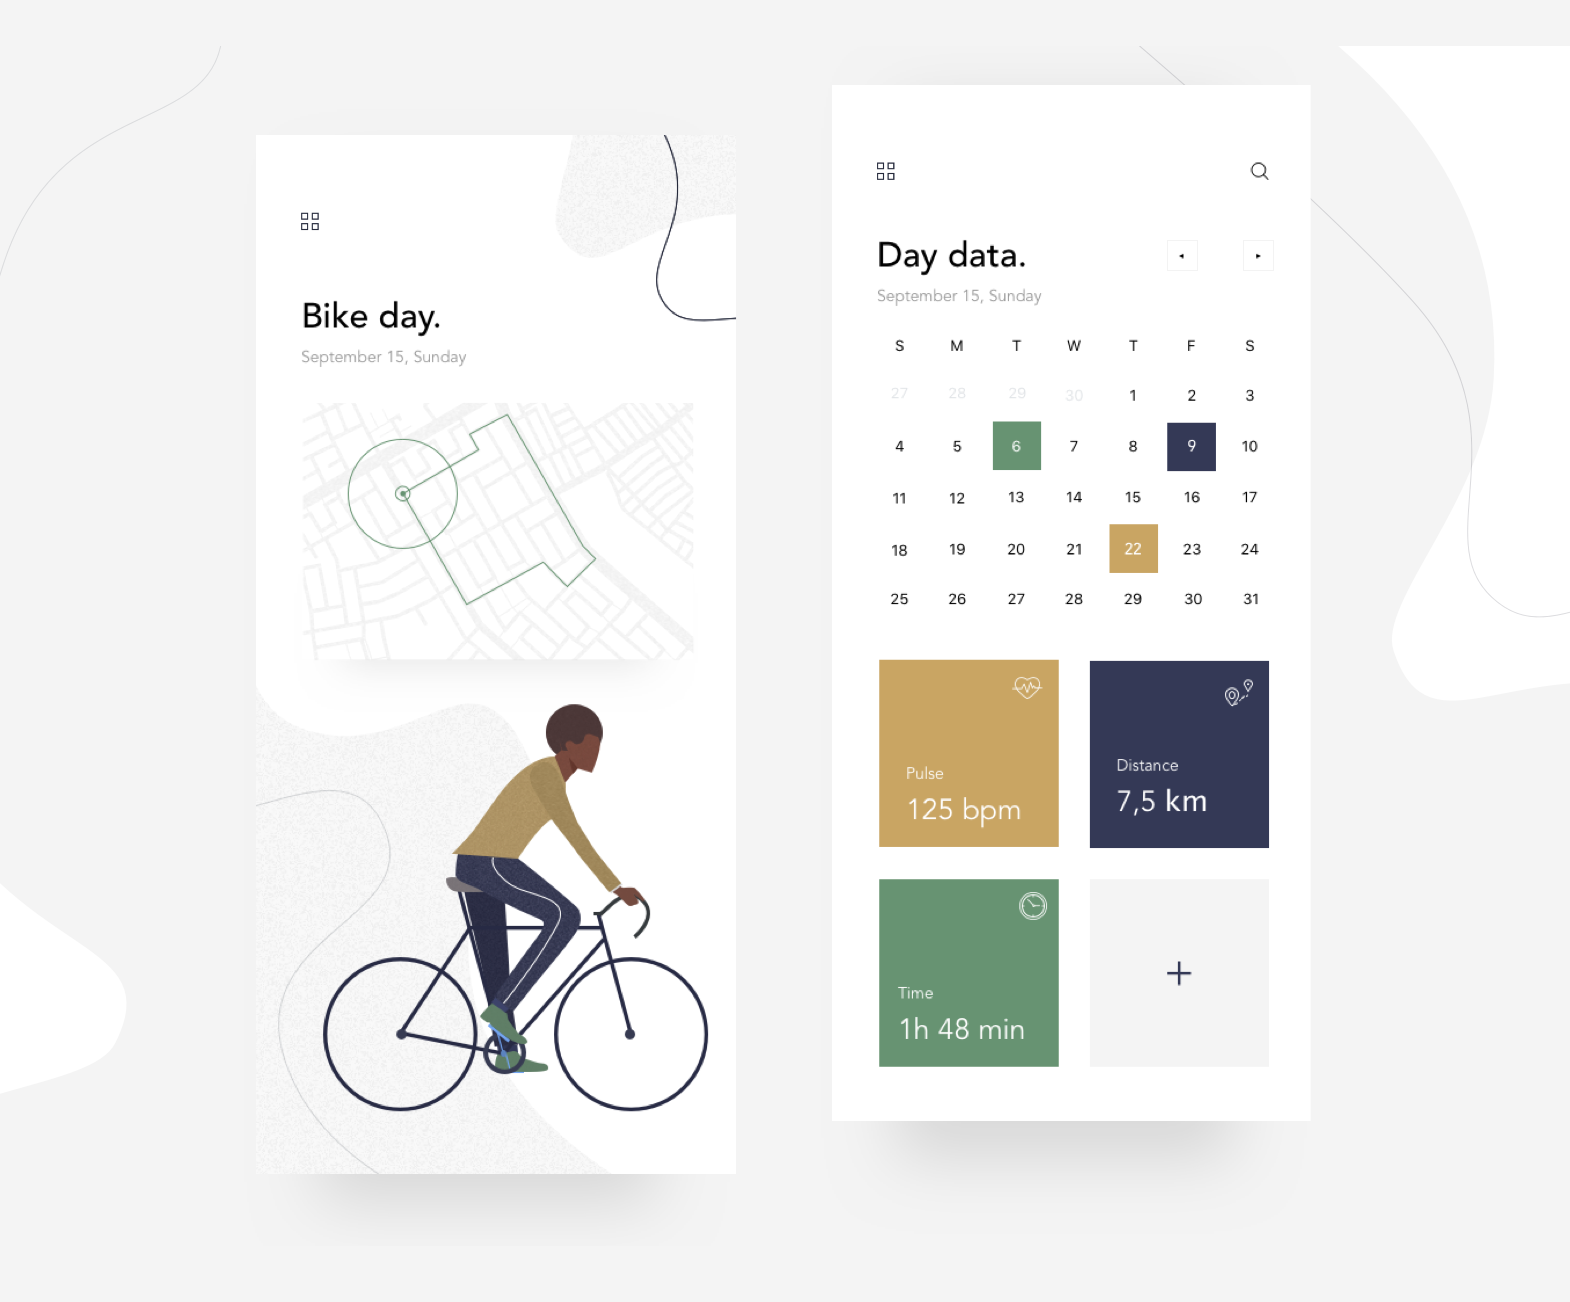 Bike day.
September 15, Sunday
Day data.
September 15, Sunday
S M T W T F S
27 28 29 30 1 2 3
4 5 6 7 8 9 10
11 12 13 14 15 16 17
18 19 20 21 22 23 24
25 26 27 28 29 30 31
Pulse
125 bpm
Distance
7,5 km
Time
1h 48 min